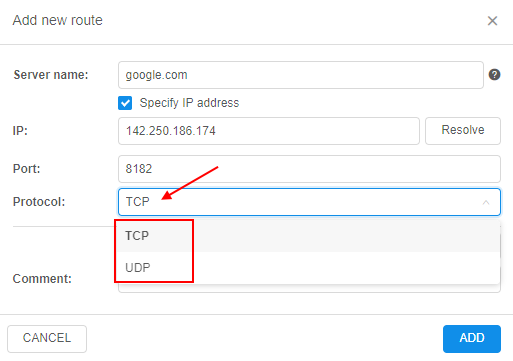 Add new route
Server name: google.com
Specify IP address
IP: 142.250.186.174 Resolve
Port: 8182
Protocol: TCP
TCP
UDP
Comment:
CANCEL ADD